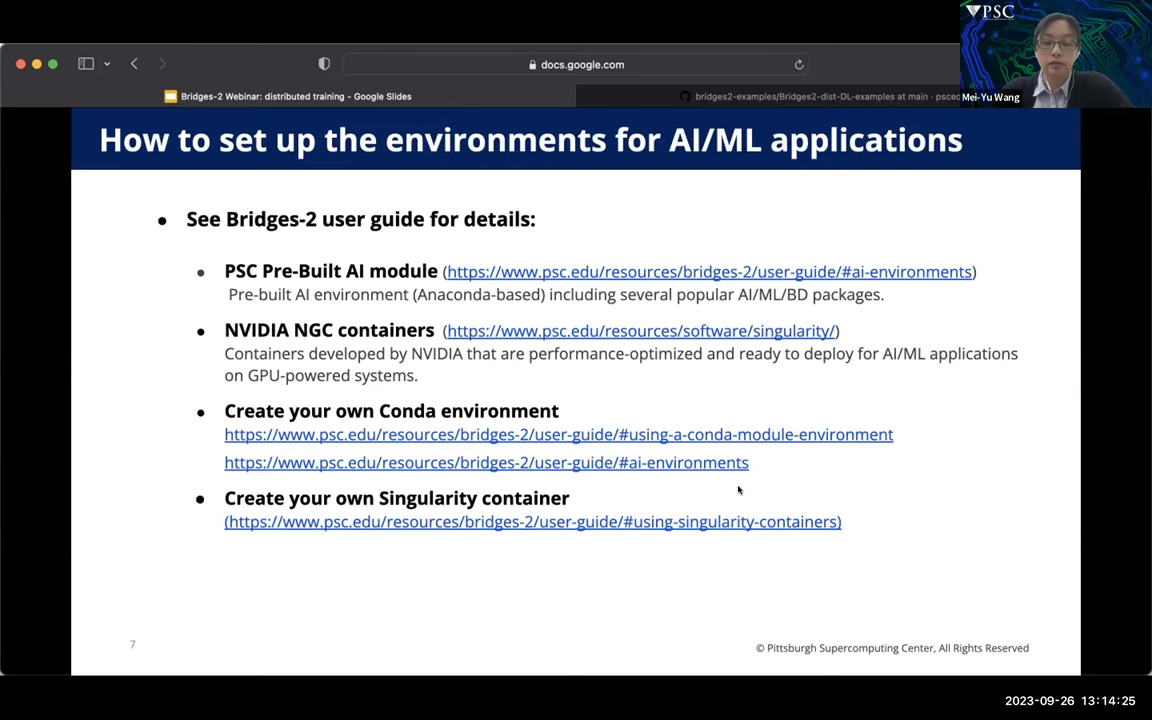 PSC
docs.google.com
Bridges-2 Webinar: distributed training - Google Slides
bridges2-examples/Bridges2-dist-DL-examples at main · psced
Mei-Yu Wang
How to set up the environments for AI/ML applications
● See Bridges-2 user guide for details:
● PSC Pre-Built AI module (https://www.psc.edu/resources/bridges-2/user-guide/#ai-environments)
Pre-built AI environment (Anaconda-based) including several popular AI/ML/BD packages.
● NVIDIA NGC containers (https://www.psc.edu/resources/software/singularity/)
Containers developed by NVIDIA that are performance-optimized and ready to deploy for AI/ML applications
on GPU-powered systems.
● Create your own Conda environment
https://www.psc.edu/resources/bridges-2/user-guide/#using-a-conda-module-environment
https://www.psc.edu/resources/bridges-2/user-guide/#ai-environments
● Create your own Singularity container
(https://www.psc.edu/resources/bridges-2/user-guide/#using-singularity-containers)
7
© Pittsburgh Supercomputing Center, All Rights Reserved
2023-09-26 13:14:25